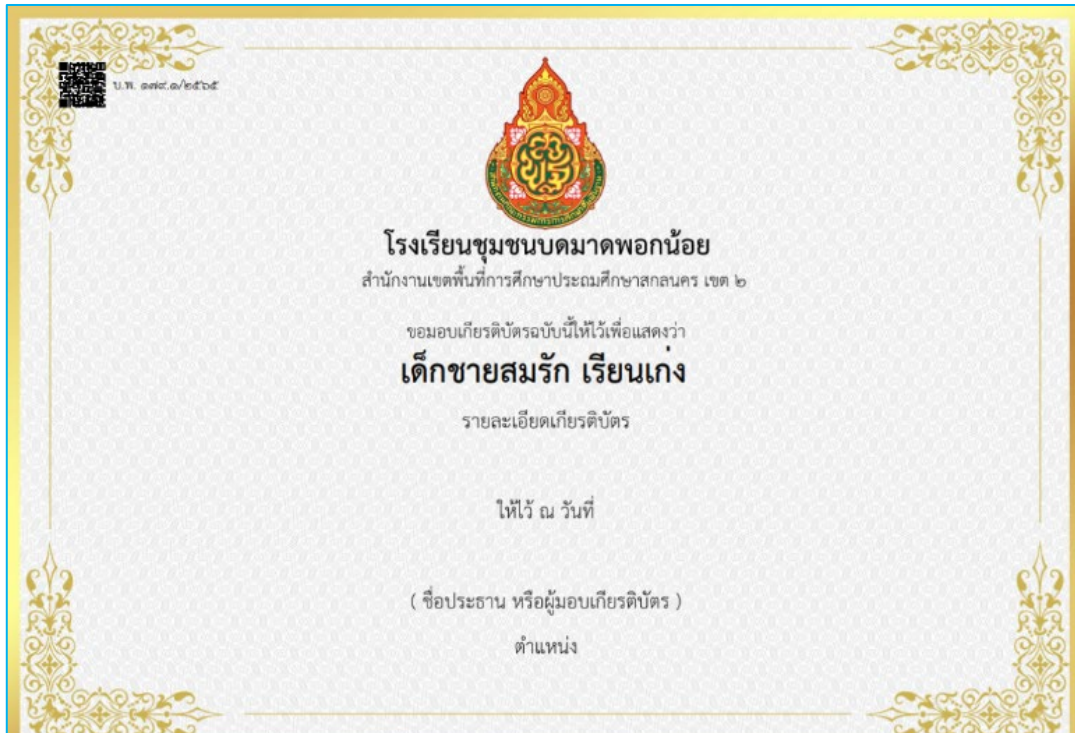 บ.พ. ๑๗๙.๑/๒๕๖๕
โรงเรียนชุมชนบดมาดพอกน้อย
สำนักงานเขตพื้นที่การศึกษาประถมศึกษาสกลนคร เขต ๒
ขอมอบเกียรติบัตรฉบับนี้ให้ไว้เพื่อแสดงว่า
เด็กชายสมรัก เรียนเก่ง
รายละเอียดเกียรติบัตร
ให้ไว้ ณ วันที่
( ชื่อประธาน หรือผู้มอบเกียรติบัตร )
ตำแหน่ง